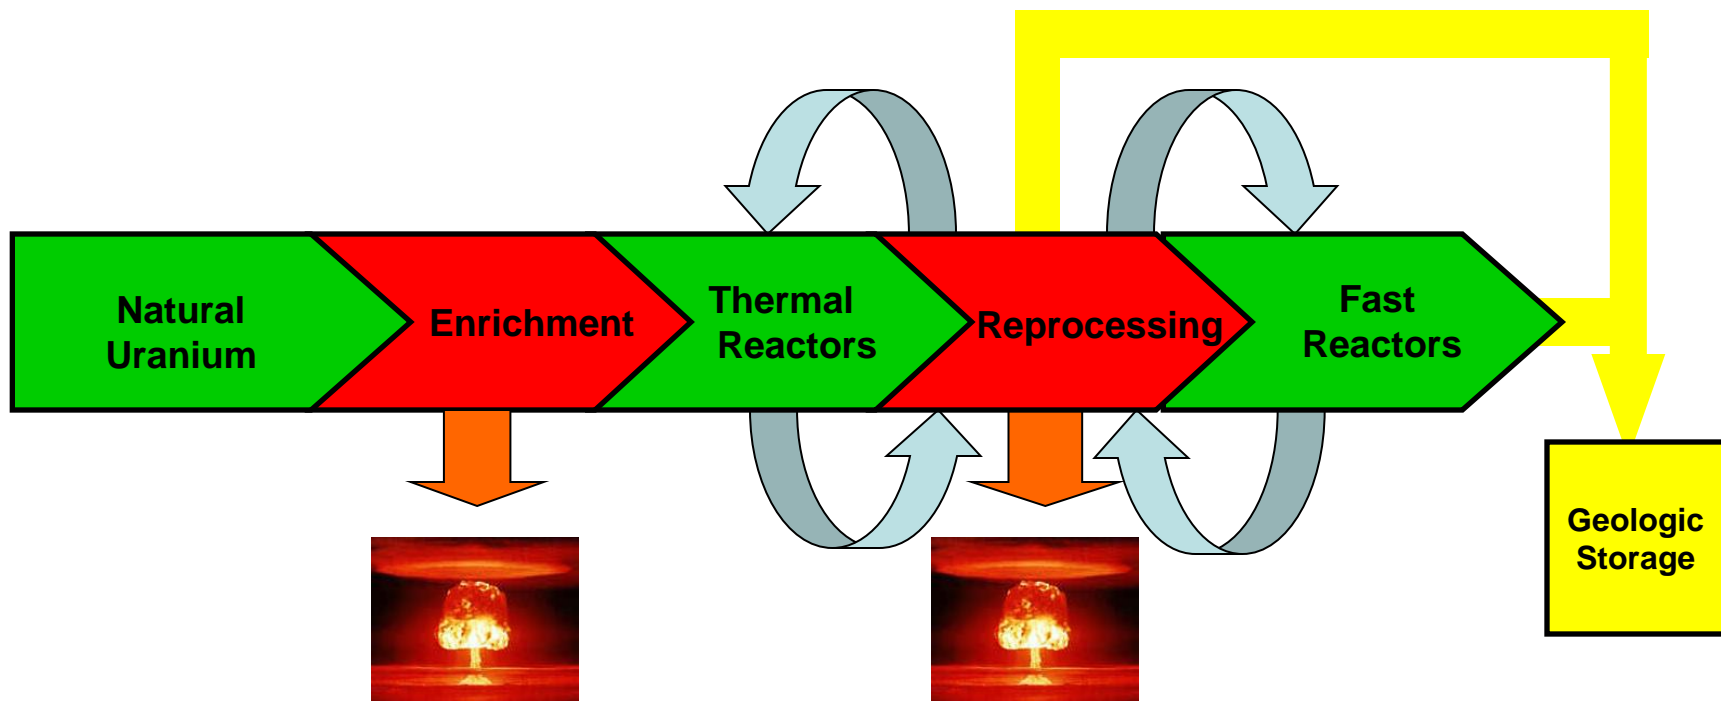 Natural
Uranium
Enrichment
Thermal
Reactors
Reprocessing
Fast
Reactors
Geologic
Storage